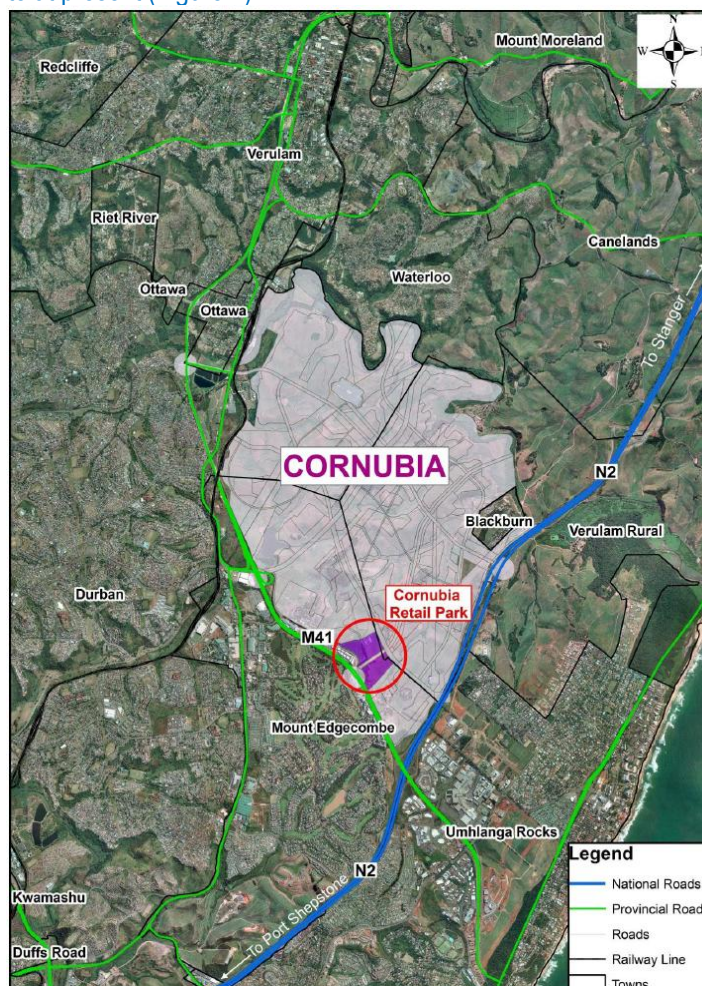 N
W
S
Mount Moreland
Redcliffe
Verulam
Riet River
Canelands
Waterloo
Ottawa
Ottawa
To Stanger
CORNUBIA
N2
Blackburn
Verulam Rural
Durban
Cornubia
Retail Park
M41
Mount Edgecombe
Umhlanga Rocks
N2
To Port Shepstone
Kwamashu
Duffs Road
Legend
National Roads
Provincial Road
Roads
Railway Line
Towns